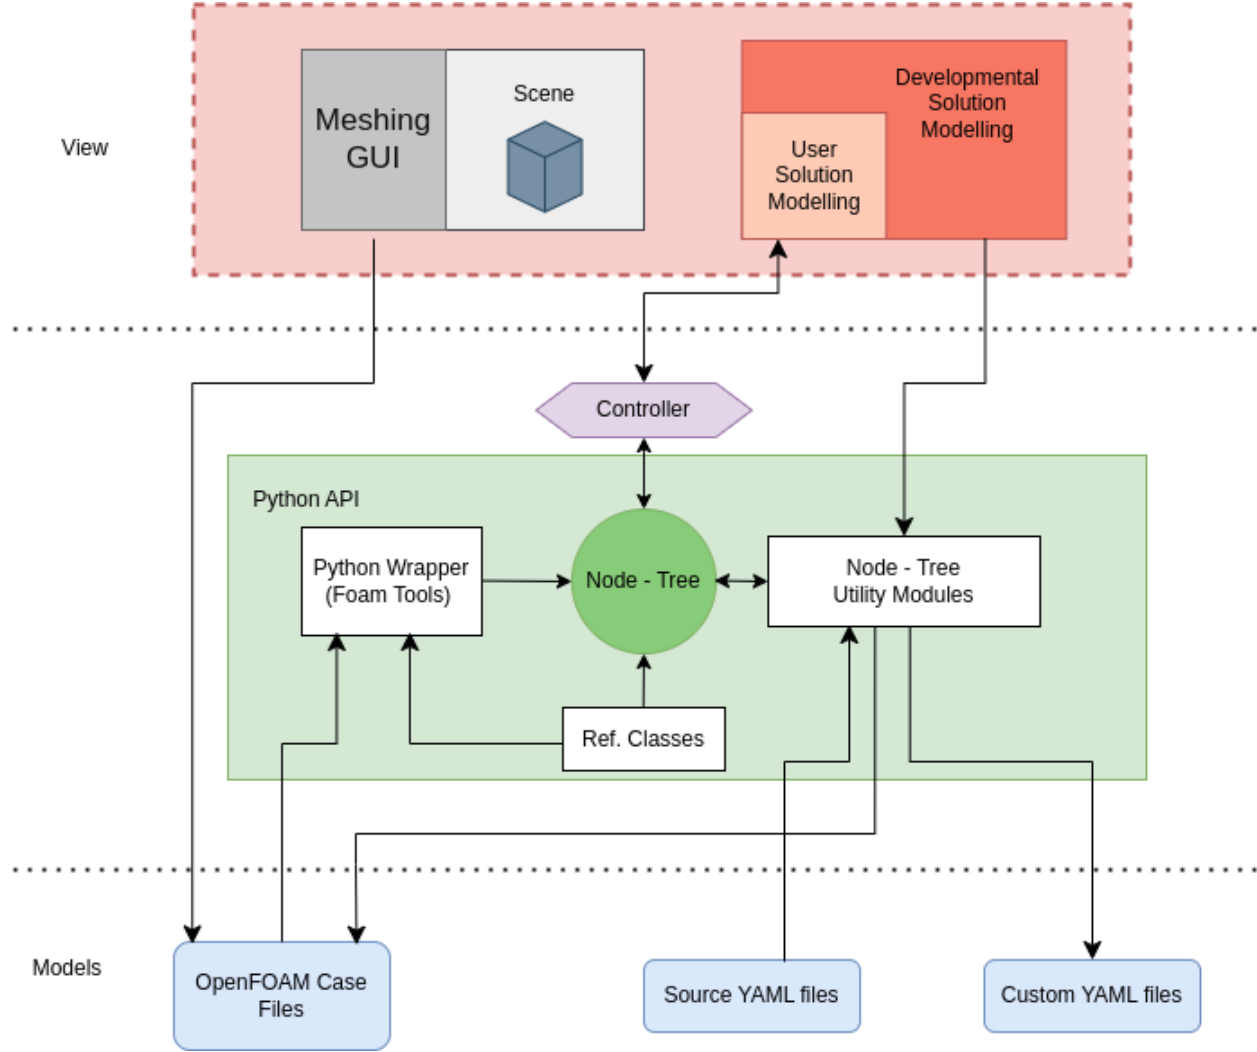 View
Meshing
GUI
Scene
Developmental
Solution
Modelling
User
Solution
Modelling
Controller
Python API
Python Wrapper
(Foam Tools)
Node - Tree
Node - Tree
Utility Modules
Ref. Classes
Models
OpenFOAM Case
Files
Source YAML files
Custom YAML files